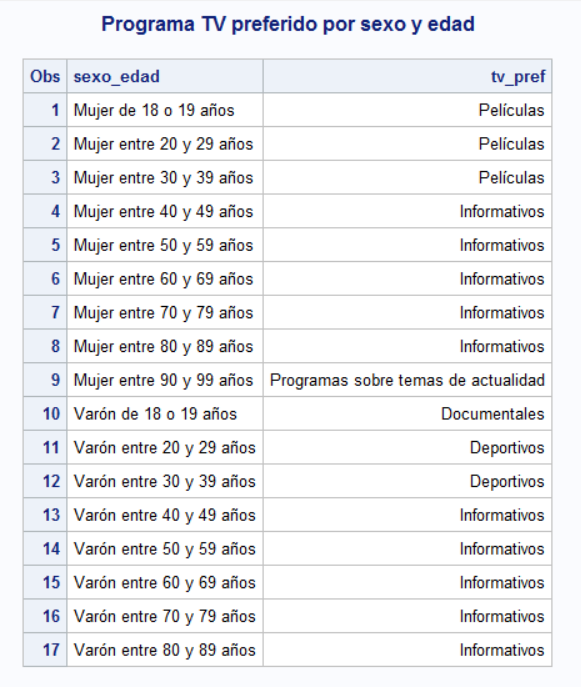 Programa TV preferido por sexo y edad
Obs sexo_edad tv_pref
1 Mujer de 18 o 19 años Películas
2 Mujer entre 20 y 29 años Películas
3 Mujer entre 30 y 39 años Películas
4 Mujer entre 40 y 49 años Informativos
5 Mujer entre 50 y 59 años Informativos
6 Mujer entre 60 y 69 años Informativos
7 Mujer entre 70 y 79 años Informativos
8 Mujer entre 80 y 89 años Informativos
9 Mujer entre 90 y 99 años Programas sobre temas de actualidad
10 Varón de 18 o 19 años Documentales
11 Varón entre 20 y 29 años Deportivos
12 Varón entre 30 y 39 años Deportivos
13 Varón entre 40 y 49 años Informativos
14 Varón entre 50 y 59 años Informativos
15 Varón entre 60 y 69 años Informativos
16 Varón entre 70 y 79 años Informativos
17 Varón entre 80 y 89 años Informativos